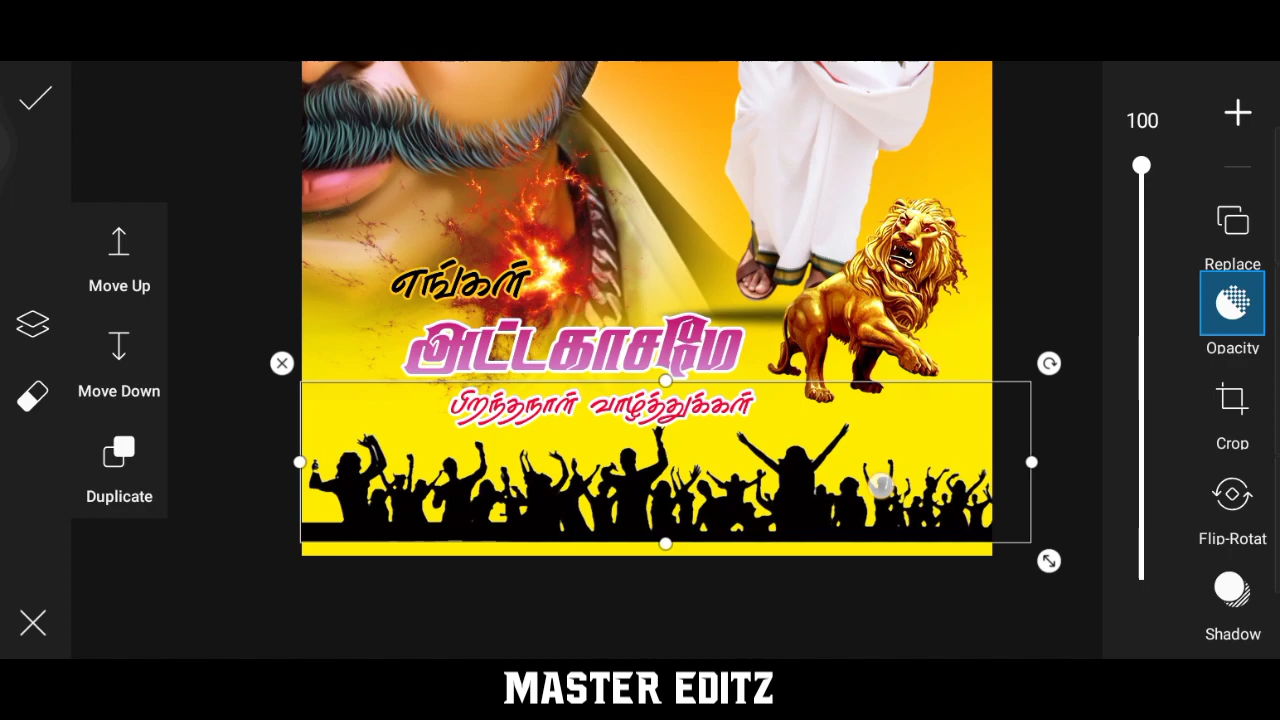 100
Replace
Opacity
Crop
Flip-Rotat
Shadow
Move Up
Move Down
Duplicate
எங்கள்
அட்டகாசமே
பிறந்தநாள் வாழ்த்துக்கள்
MASTER EDITZ